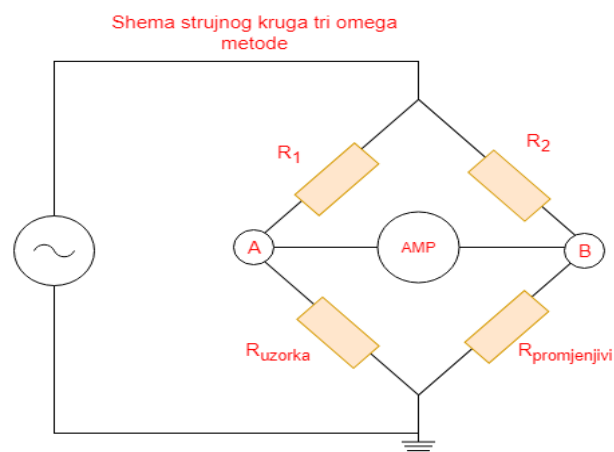 Shema strujnog kruga tri omega
metode
R1
R2
A
AMP
B
Ruzorka
Rpromjenjivi